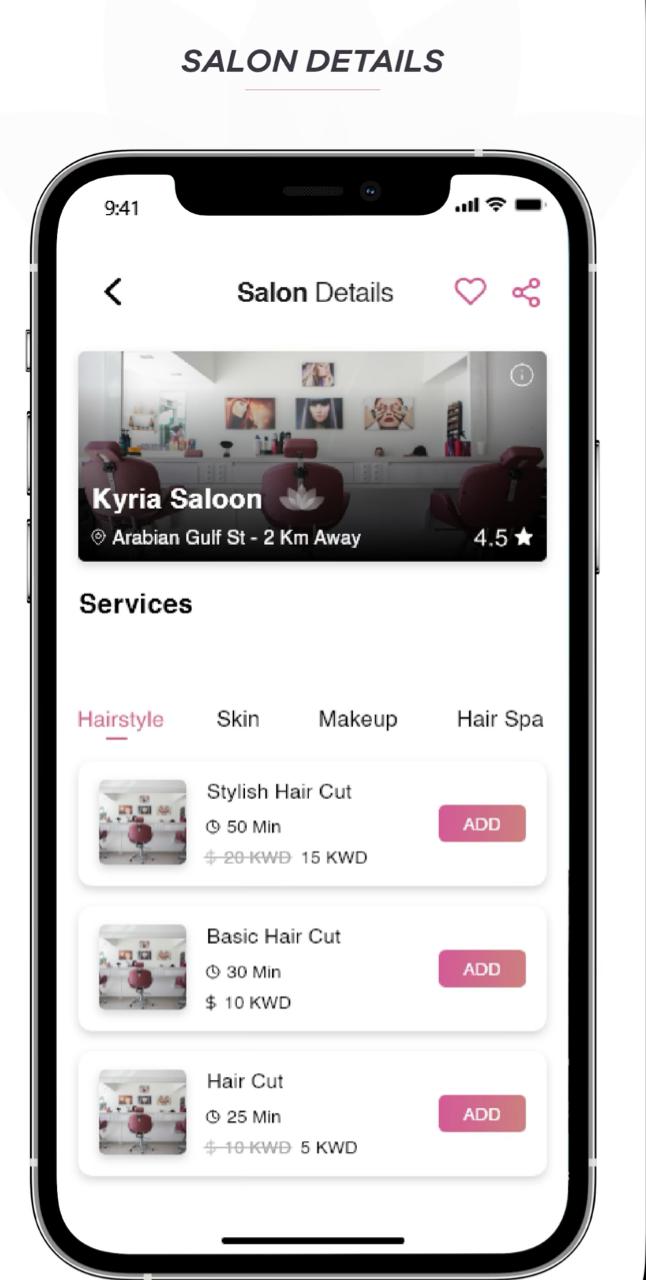 SALON DETAILS
9:41
Salon Details
Kyria Saloon
Arabian Gulf St - 2 Km Away
4.5
Services
Hairstyle Skin Makeup Hair Spa
Stylish Hair Cut
50 Min
ADD
$ 20 KWD 15 KWD
Basic Hair Cut
30 Min
ADD
$ 10 KWD
Hair Cut
25 Min
ADD
$ 10 KWD 5 KWD